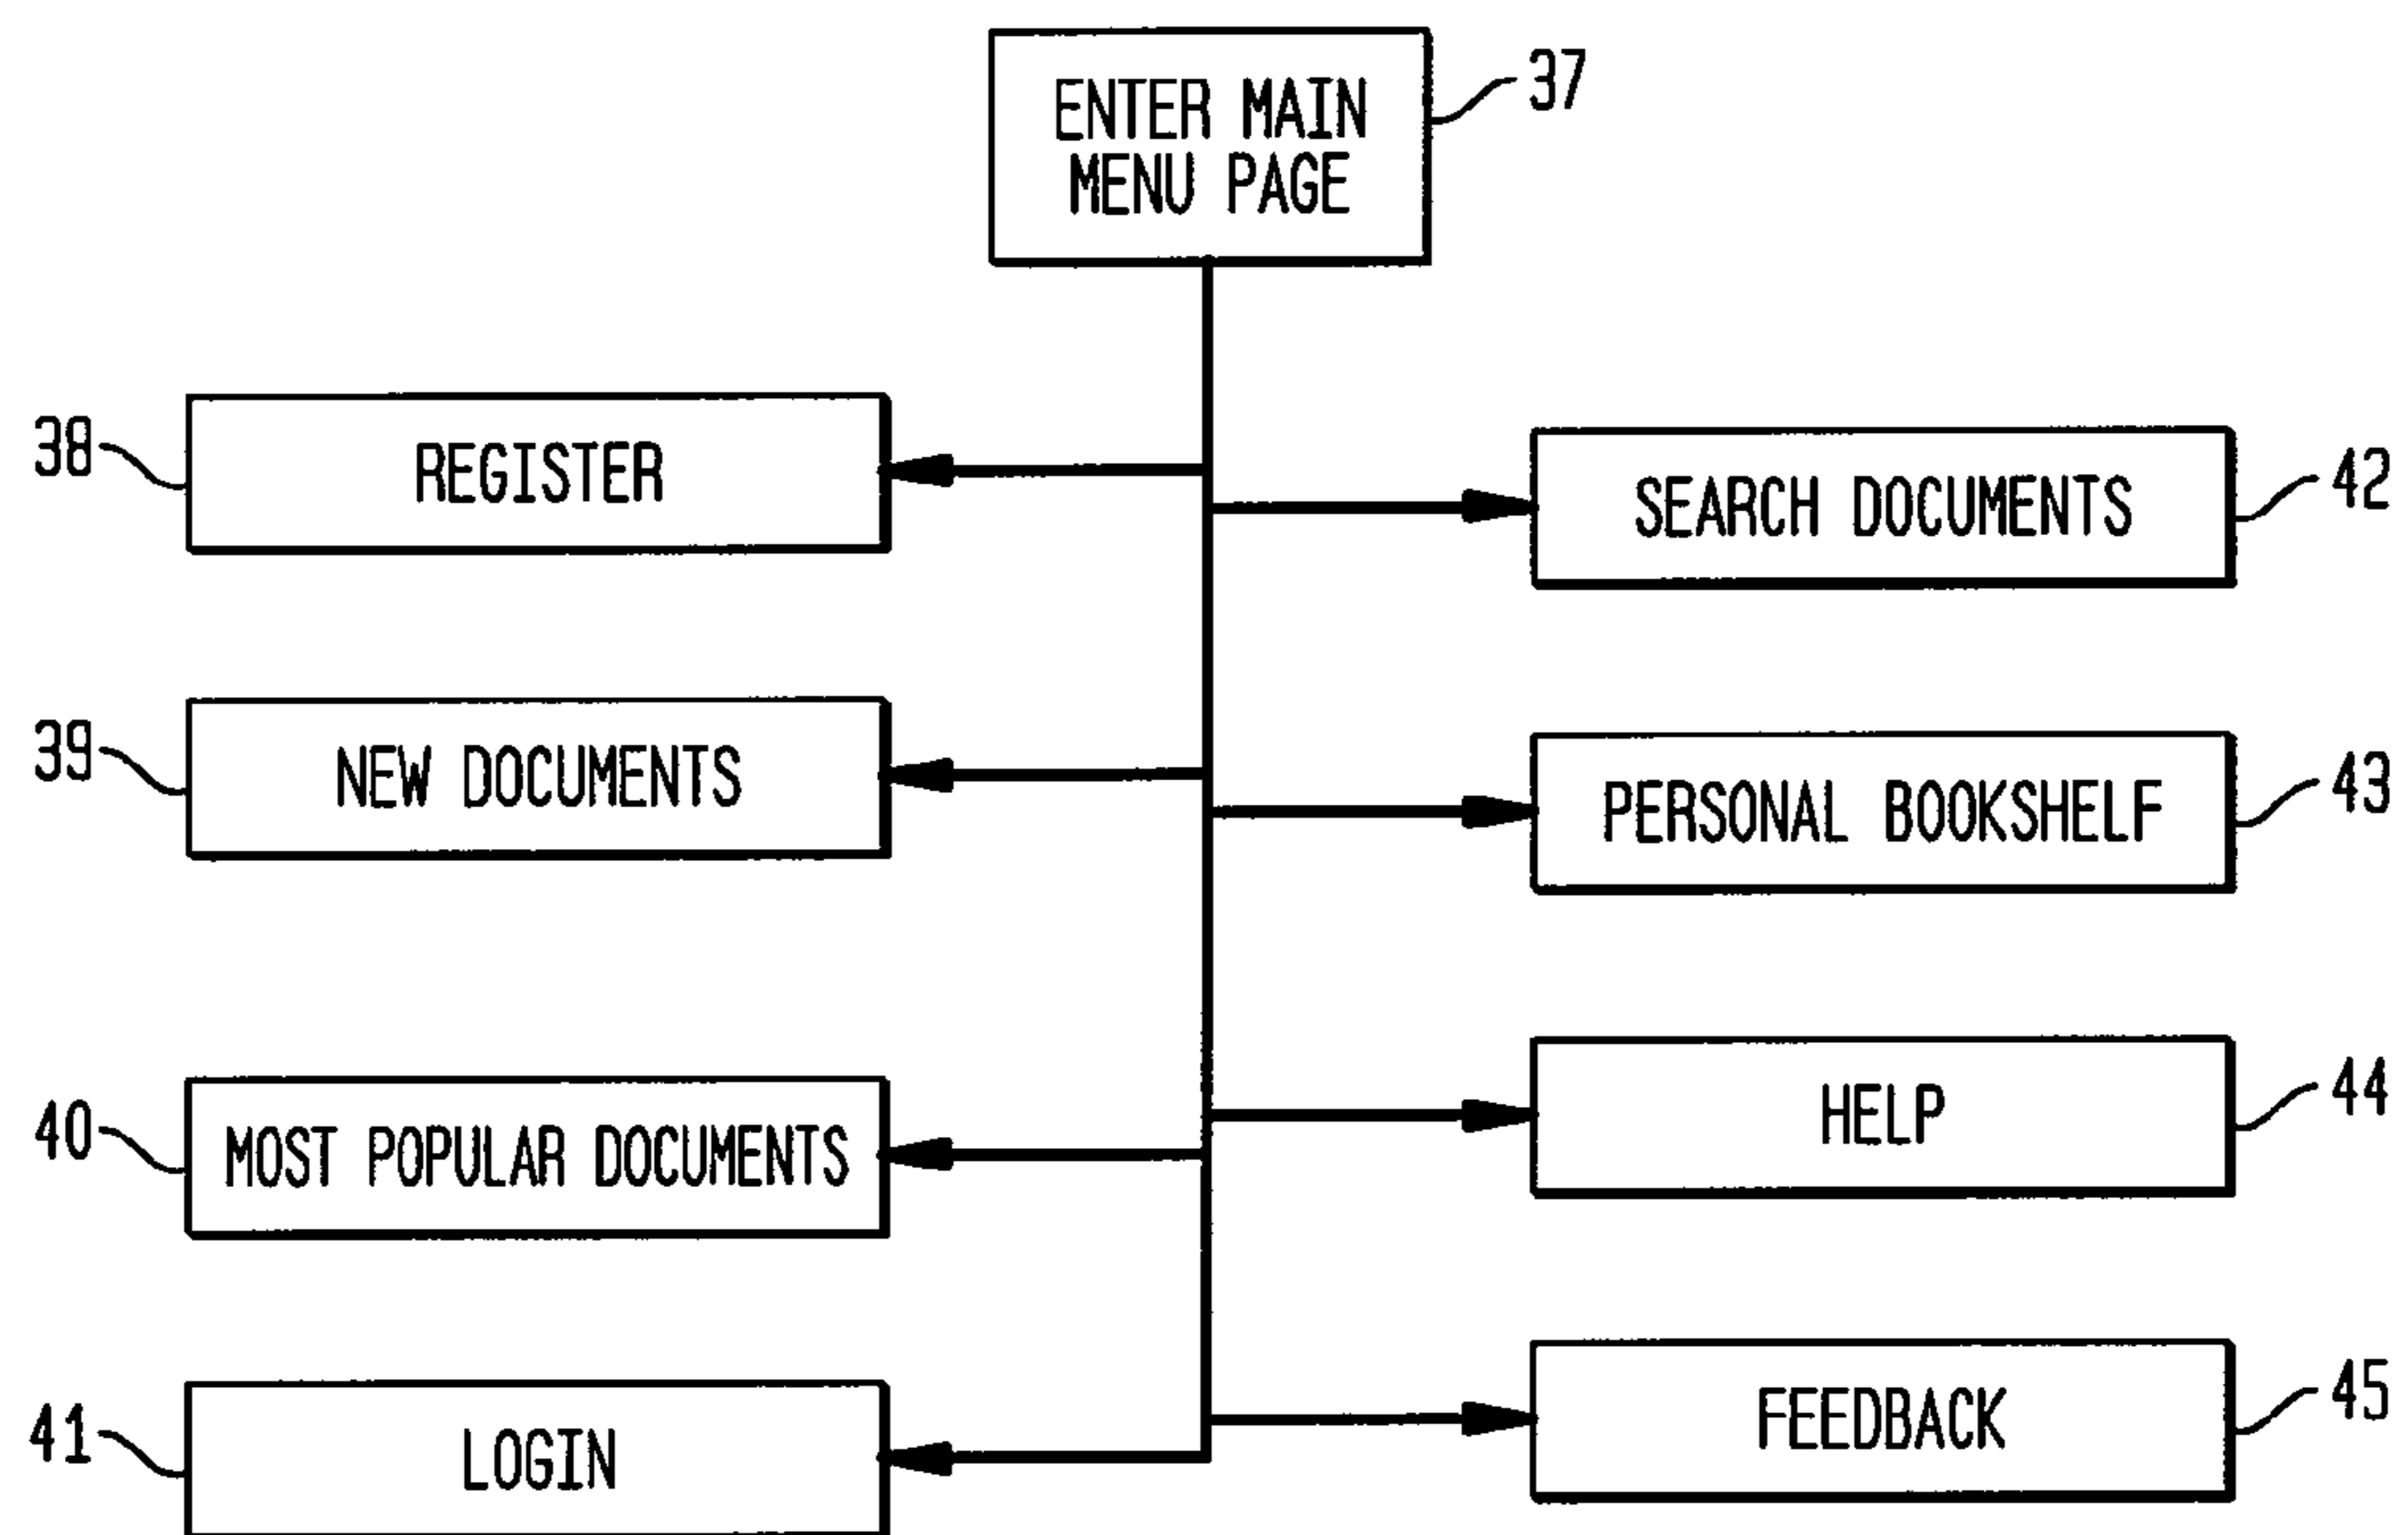 ENTER MAIN
MENU PAGE
37
38
REGISTER
SEARCH DOCUMENTS
42
39
NEW DOCUMENTS
PERSONAL BOOKSHELF
43
40
MOST POPULAR DOCUMENTS
HELP
44
41
LOGIN
FEEDBACK
45